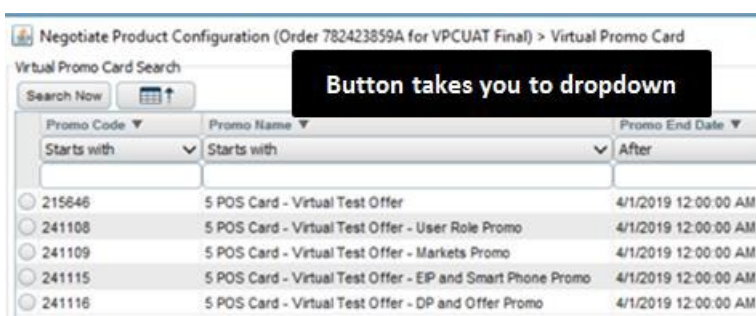 Negotiate Product Configuration (Order 782423859A for VPCUAT Final) > Virtual Promo Card
Virtual Promo Card Search
Button takes you to dropdown
Search Now
Promo Code ▼ Promo Name ▼ Promo End Date ▼
Starts with Starts with After
215646 5 POS Card - Virtual Test Offer 4/1/2019 12:00:00 AM
241108 5 POS Card - Virtual Test Offer - User Role Promo 4/1/2019 12:00:00 AM
241109 5 POS Card - Virtual Test Offer - Markets Promo 4/1/2019 12:00:00 AM
241115 5 POS Card - Virtual Test Offer - EIP and Smart Phone Promo 4/1/2019 12:00:00 AM
241116 5 POS Card - Virtual Test Offer - DP and Offer Promo 4/1/2019 12:00:00 AM